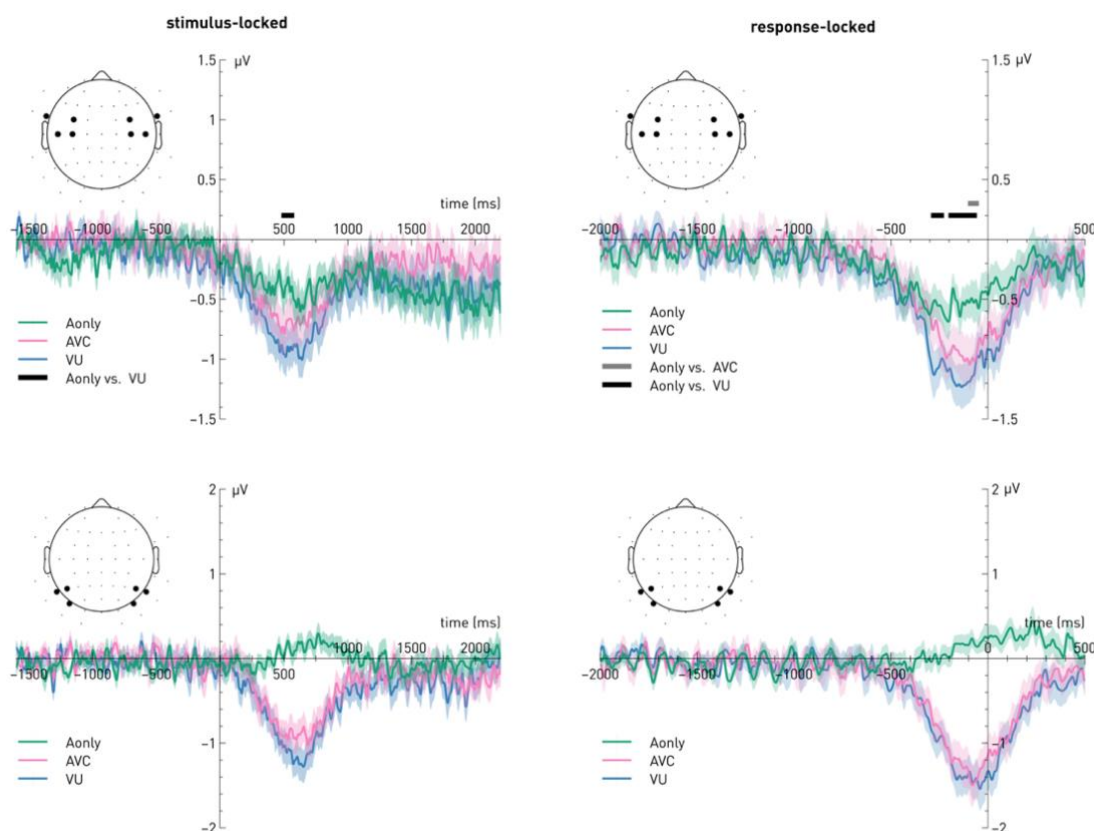 stimulus-locked
1.5
µV
1
0.5
time (ms)
-1500 -1000 -500 500 1000 1500 2000
-0.5
-1
-1.5
Aonly
AVC
VU
Aonly vs. VU
response-locked
1.5
µV
1
0.5
time (ms)
-2000 -1500 -1000 -500 500
-0.5
-1
-1.5
Aonly
AVC
VU
Aonly vs. AVC
Aonly vs. VU
2
µV
1
time (ms)
-1500 -1000 -500 500 1000 1500 2000
-1
-2
Aonly
AVC
VU
2
µV
1
time (ms)
-2000 -1500 -1000 -500 0 500
-1
-2
Aonly
AVC
VU